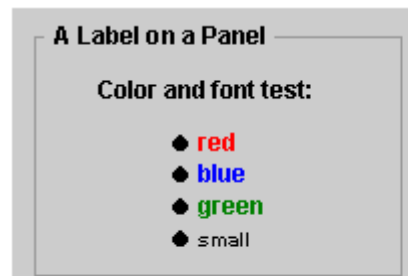 A Label on a Panel
Color and font test:
red
blue
green
small